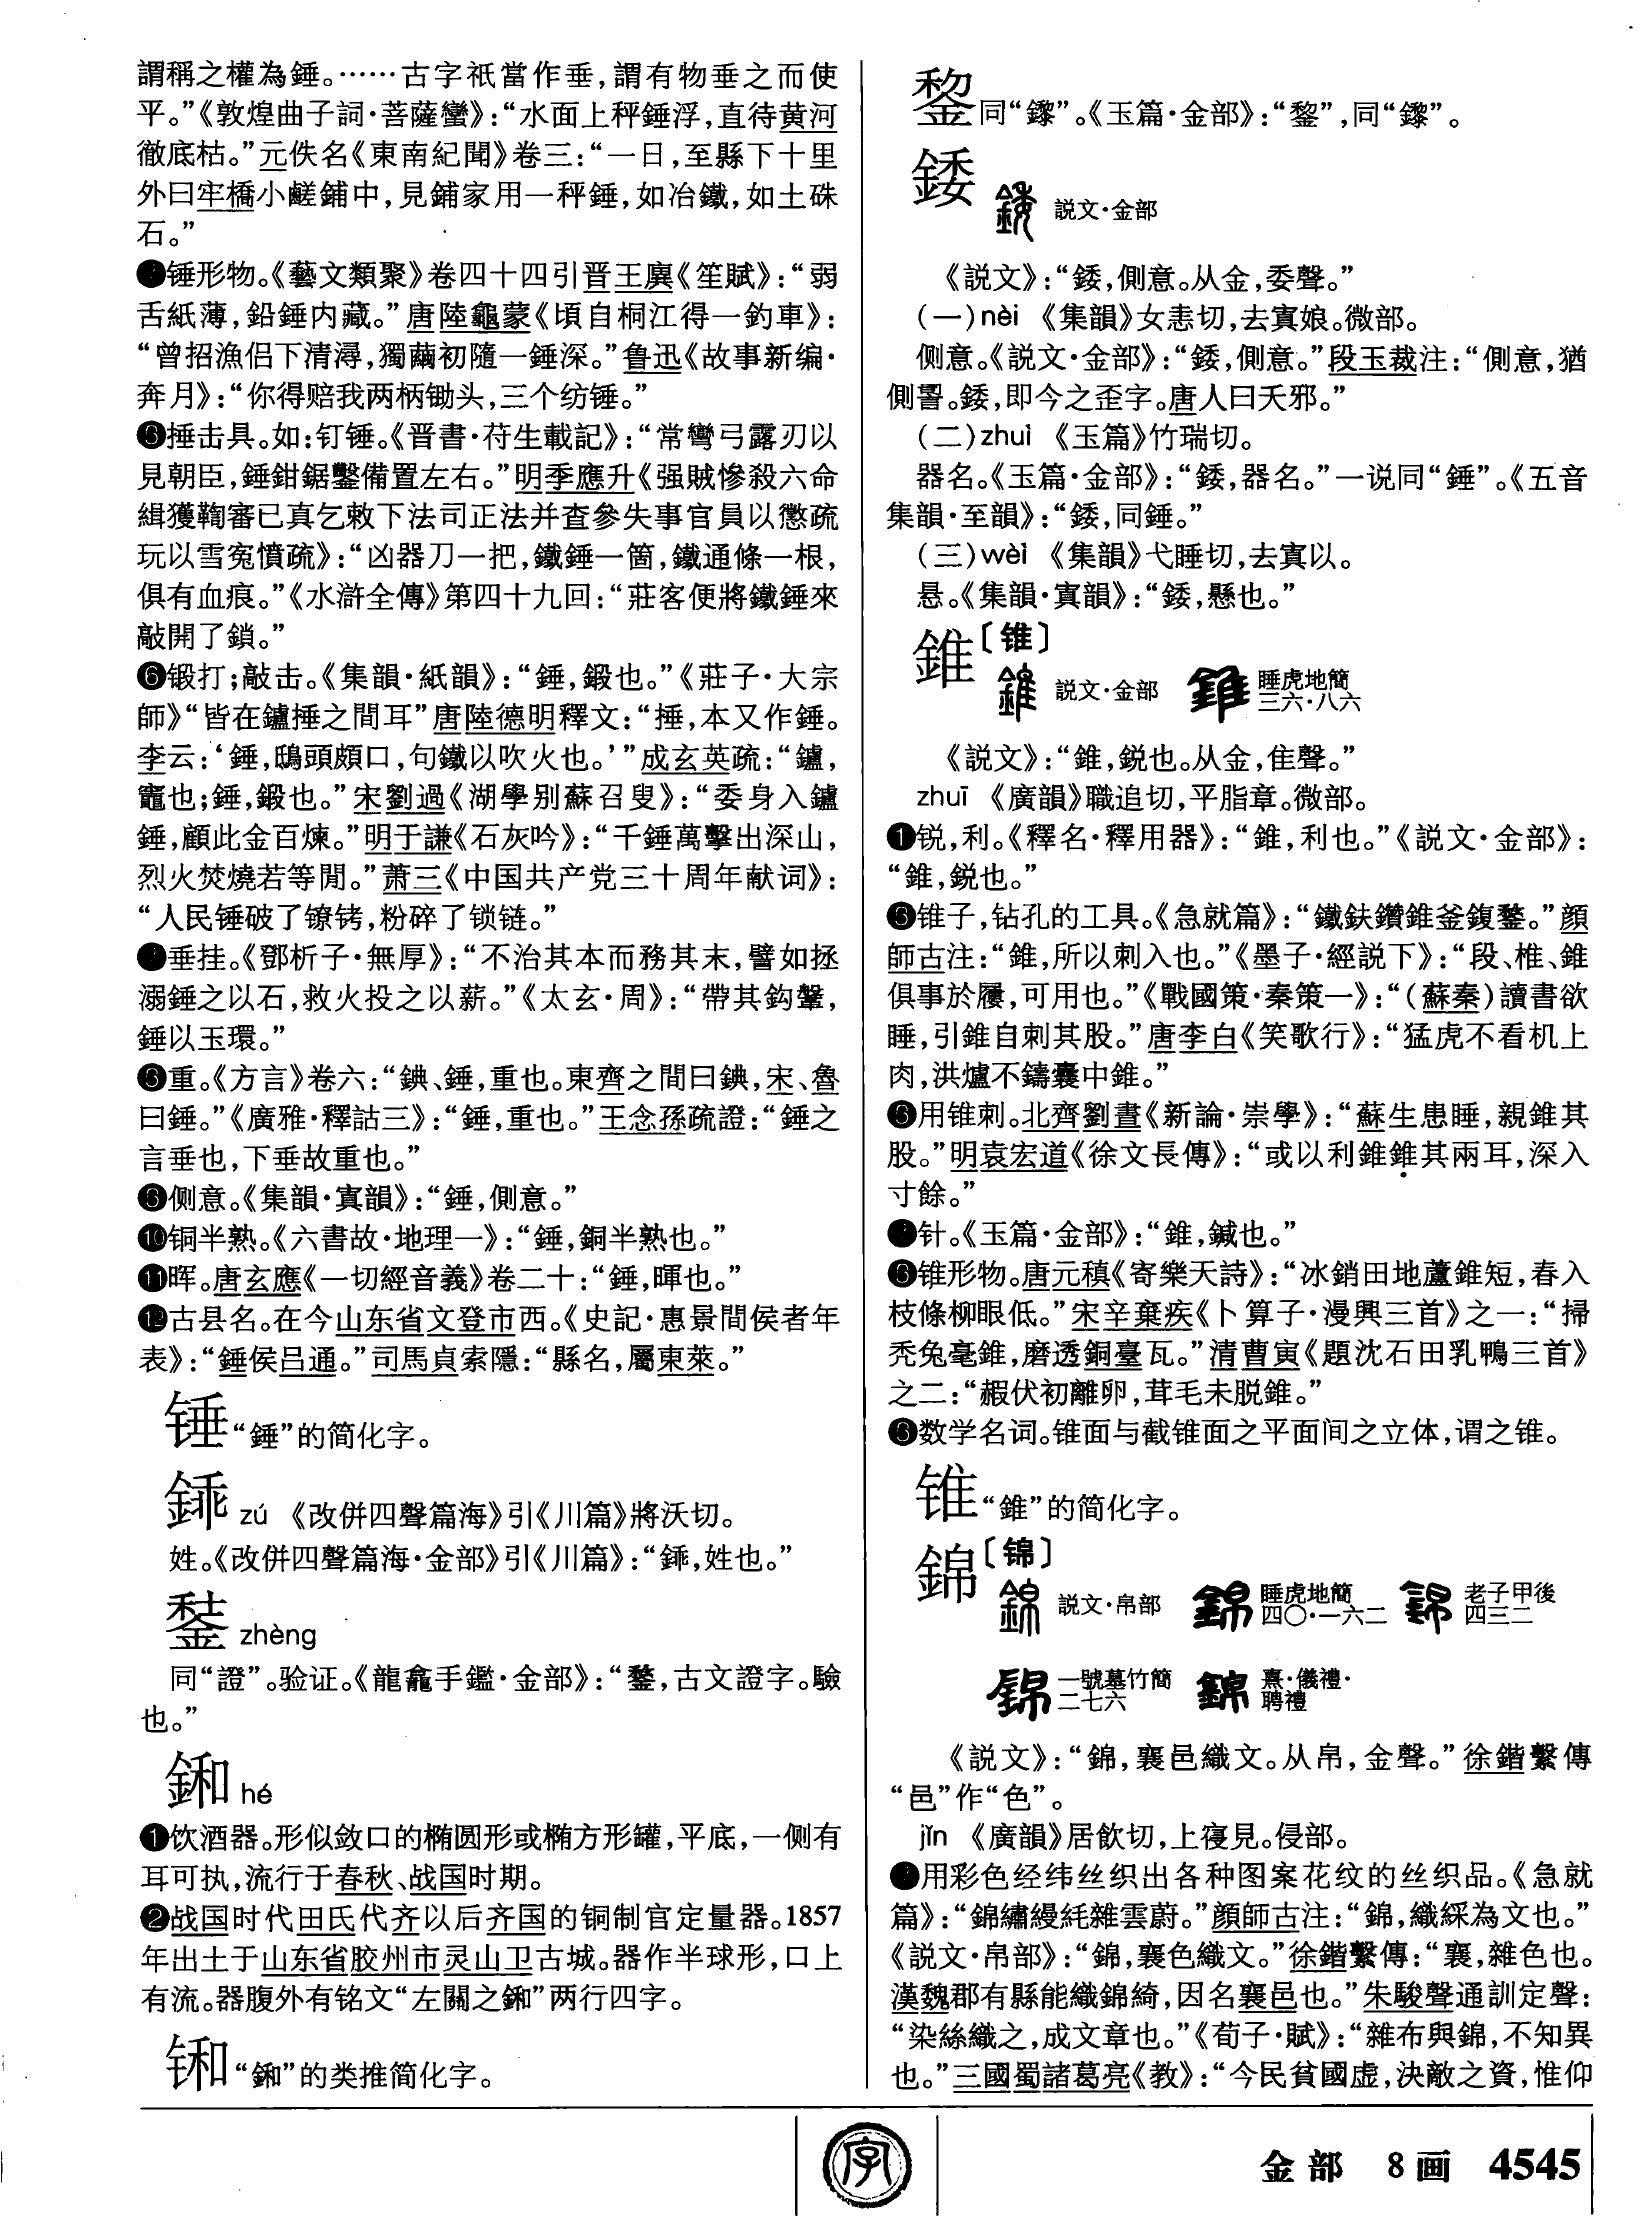 謂稱之權為錘。……古字祇當作垂，謂有物垂之而使
平。”《敦煌曲子詞·菩薩蠻》：“水面上秤錘浮，直待黄河
徹底枯。”元佚名《東南紀聞》卷三：“一日，至縣下十里
外曰牢橋小鹺鋪中，見鋪家用一秤錘，如冶鐵，如土硃
石。”
锤形物。《藝文類聚》卷四十四引晋王廙《笙賦》：“弱
舌紙薄，鉛錘内藏。”唐陸龜蒙《頃自桐江得一釣車》：
“曾招漁侣下清潯，獨繭初隨一錘深。”鲁迅《故事新编·
奔月》：“你得赔我两柄锄头，三个纺锤。”
❺捶击具。如：钉锤。《晋書·苻生載記》：“常彎弓露刃以
見朝臣，錘鉗鋸鑿備置左右。”明季應升《强賊慘殺六命
緝獲鞫審已真乞敕下法司正法并查參失事官員以懲疏
玩以雪寃憤疏》：“凶器刀一把，鐵錘一箇，鐵通條一根，
俱有血痕。”《水滸全傳》第四十九回：“莊客便將鐵錘來
敲開了鎖。”
❻锻打；敲击。《集韻·紙韻》：“錘，鍛也。”《莊子·大宗
師》“皆在鑪捶之間耳”唐陸德明釋文：“捶，本又作錘。
李云：‘錘，鴟頭頗口，句鐵以吹火也。’”成玄英疏：“鑪，
竈也；錘，鍛也。”宋劉過《湖學别蘇召叟》：“委身入鑪
錘，顧此金百煉。”明于謙《石灰吟》：“千錘萬擊出深山，
烈火焚燒若等閒。”萧三《中国共产党三十周年献词》：
“人民锤破了镣铐，粉碎了锁链。”
垂挂。《鄧析子·無厚》：“不治其本而務其末，譬如拯
溺錘之以石，救火投之以薪。”《太玄·周》：“帶其鈎鞶，
錘以玉環。”
重。《方言》卷六：“錪、錘，重也。東齊之間曰錪，宋、魯
曰錘。”《廣雅·釋詁三》：“錘，重也。”王念孫疏證：“錘之
言垂也，下垂故重也。”
侧意。《集韻·寘韻》：“錘，側意。”
❿铜半熟。《六書故·地理一》：“錘，銅半熟也。”
⓫晖。唐玄應《一切經音義》卷二十：“錘，暉也。”
⓬古县名。在今山东省文登市西。《史記·惠景間侯者年
表》：“錘侯吕通。”司馬貞索隱：“縣名，屬東萊。”
锤“錘”的简化字。
zú 《改併四聲篇海》引《川篇》將沃切。
姓。《改併四聲篇海·金部》引《川篇》：“，姓也。”
zhèng
同“證”。验证。《龍龕手鑑·金部》：“，古文證字。驗
也。”
鉌 hé
❶饮酒器。形似敛口的椭圆形或椭方形罐，平底，一侧有
耳可执，流行于春秋、战国时期。
❷战国时代田氏代齐以后齐国的铜制官定量器。1857
年出土于山东省胶州市灵山卫古城。器作半球形，口上
有流。器腹外有铭文“左關之鉌”两行四字。
“鉌”的类推简化字。
同“鏫”。《玉篇·金部》：“”，同“鏫”。
錗
説文·金部
《説文》：“錗，側意。从金，委聲。”
（一）nèi 《集韻》女恚切，去寘娘。微部。
侧意。《説文·金部》：“錗，側意。”段玉裁注：“側意，猶
側詈。錗，即今之歪字。唐人曰夭邪。”
（二）zhuì 《玉篇》竹瑞切。
器名。《玉篇·金部》：“錗，器名。”一说同“錘”。《五音
集韻·至韻》：“錗，同錘。”
（三）wèi 《集韻》弋睡切，去寘以。
悬。《集韻·寘韻》：“錗，懸也。”
錐〔锥〕
説文·金部 睡虎地簡三六·八六
《説文》：“錐，鋭也。从金，隹聲。”
zhuī 《廣韻》職追切，平脂章。微部。
❶锐，利。《釋名·釋用器》：“錐，利也。”《説文·金部》：
“錐，鋭也。”
锥子，钻孔的工具。《急就篇》：“鐵鈇鑽錐釜鍑鍪。”顔
師古注：“錐，所以刺入也。”《墨子·經説下》：“段、椎、錐
俱事於履，可用也。”《戰國策·秦策一》：“（蘇秦）讀書欲
睡，引錐自刺其股。”唐李白《笑歌行》：“猛虎不看机上
肉，洪爐不鑄囊中錐。”
用锥刺。北齊劉晝《新論·崇學》：“蘇生患睡，親錐其
股。”明袁宏道《徐文長傳》：“或以利錐錐其兩耳，深入
寸餘。”
针。《玉篇·金部》：“錐，鍼也。”
锥形物。唐元稹《寄樂天詩》：“冰銷田地蘆錐短，春入
枝條柳眼低。”宋辛棄疾《卜算子·漫興三首》之一：“掃
秃兔毫錐，磨透銅臺瓦。”清曹寅《題沈石田乳鴨三首》
之二：“㲉伏初離卵，茸毛未脱錐。”
数学名词。锥面与截锥面之平面间之立体，谓之锥。
锥“錐”的简化字。
錦〔锦〕
説文·帛部 睡虎地簡四〇·一六二 老子甲後四三二
一號墓竹簡二七六 熹·儀禮·聘禮
《説文》：“錦，襄邑織文。从帛，金聲。”徐鍇繫傳
“邑”作“色”。
jǐn 《廣韻》居飲切，上寑見。侵部。
用彩色经纬丝织出各种图案花纹的丝织品。《急就
篇》：“錦繡縵𣯶雜雲蔚。”顔師古注：“錦，織綵為文也。”
《説文·帛部》：“錦，襄色織文。”徐鍇繫傳：“襄，雜色也。
漢魏郡有縣能織錦綺，因名襄邑也。”朱駿聲通訓定聲：
“染絲織之，成文章也。”《荀子·賦》：“雜布與錦，不知異
也。”三國蜀諸葛亮《教》：“今民貧國虚，決敵之資，惟仰
字
金部 8画 4545